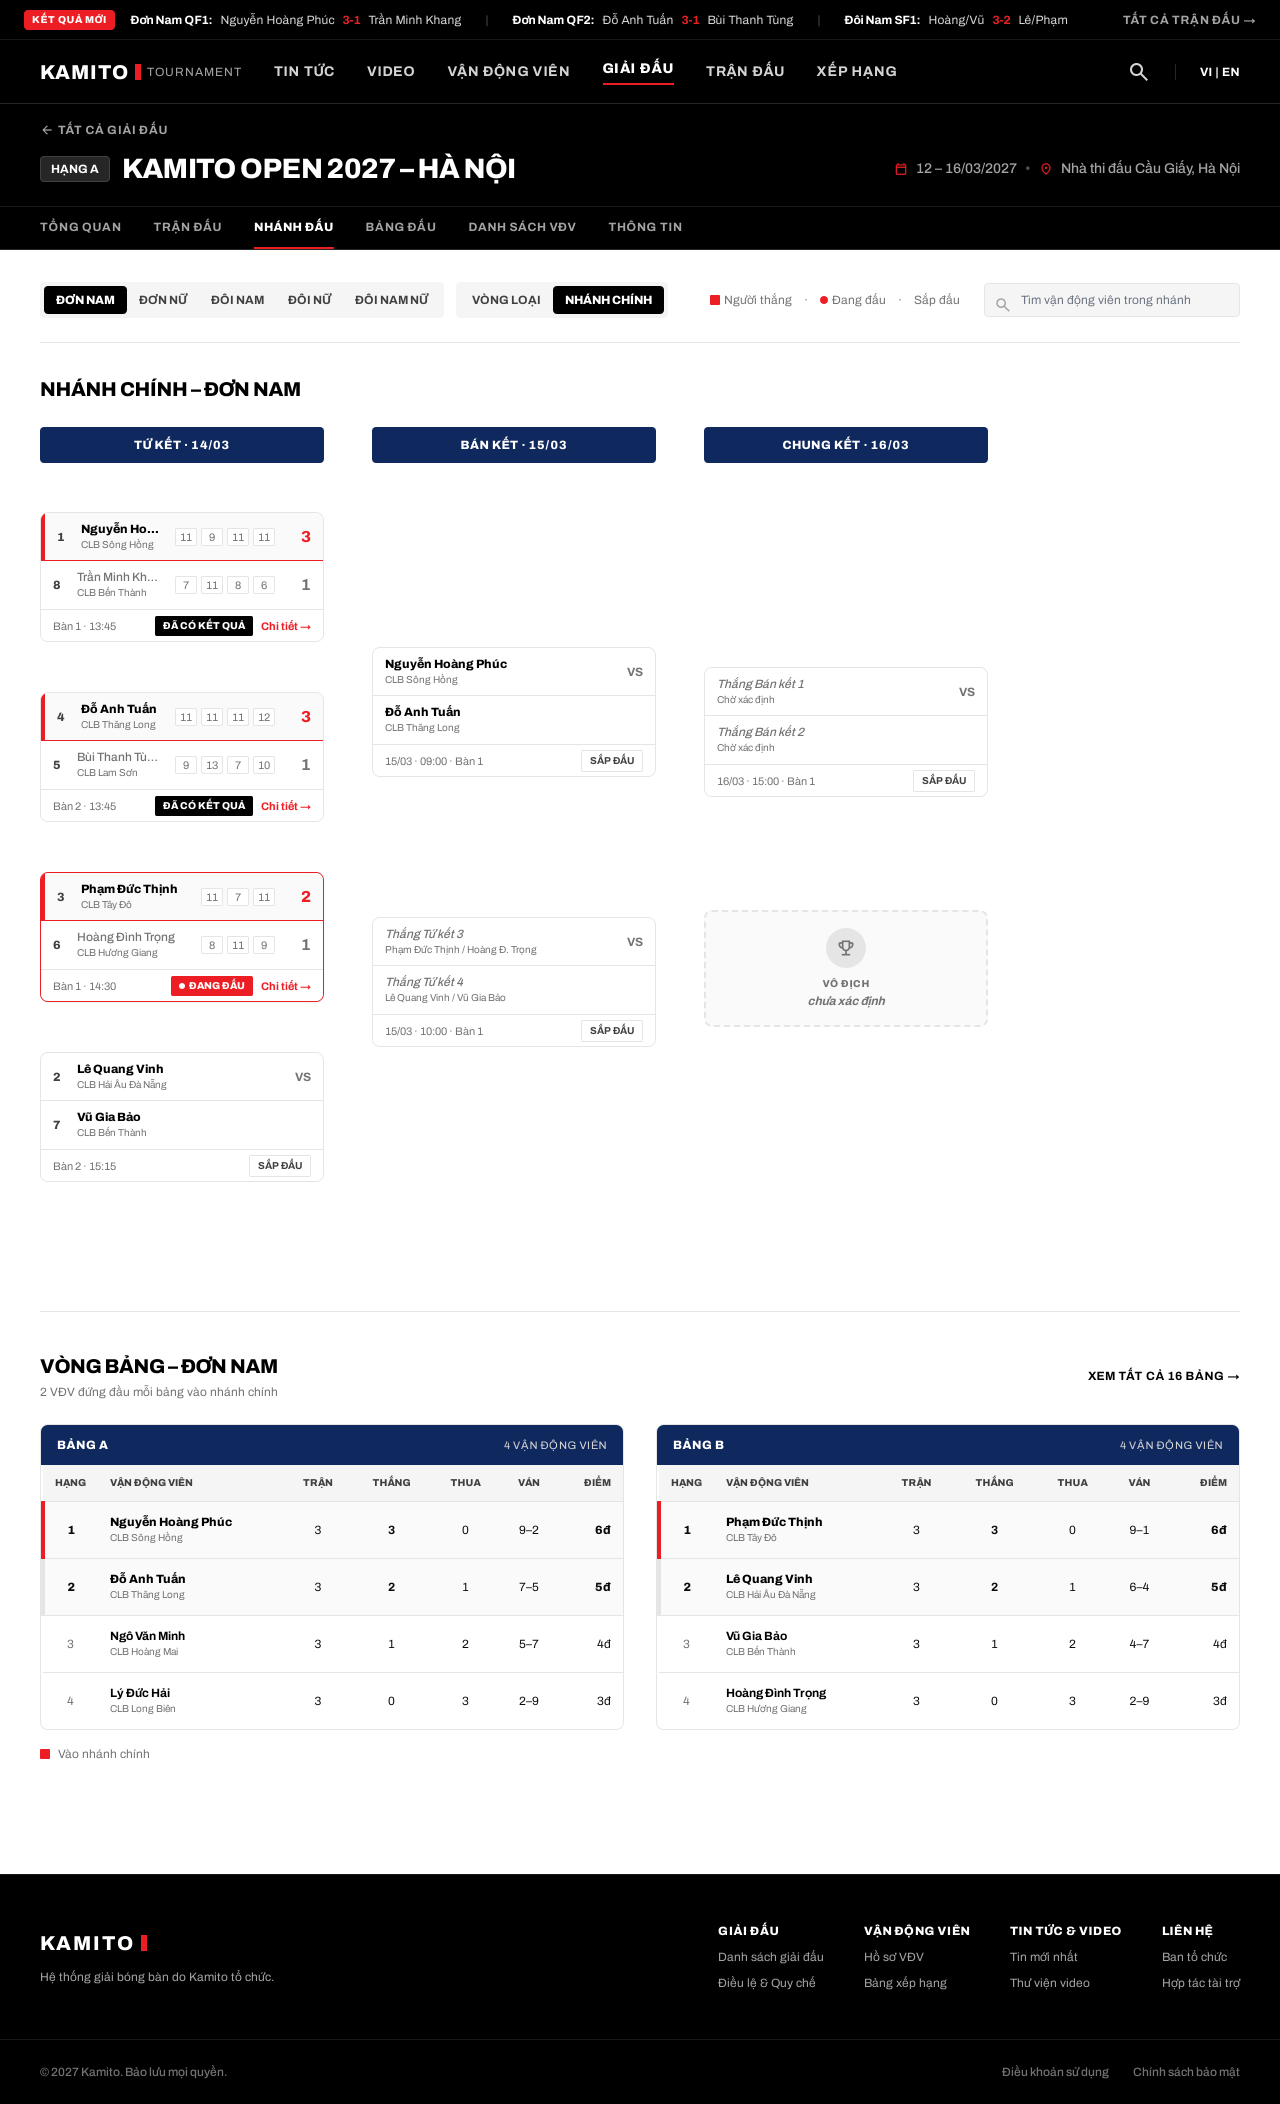 KẾT QUẢ MỚI Đơn Nam QF1: Nguyễn Hoàng Phúc 3-1 Trần Minh Khang | Đơn Nam QF2: Đỗ Anh Tuấn 3-1 Bùi Thanh Tùng | Đôi Nam SF1: Hoàng/Vũ 3-2 Lê/Phạm TẤT CẢ TRẬN ĐẤU →
KAMITO TOURNAMENT TIN TỨC VIDEO VẬN ĐỘNG VIÊN GIẢI ĐẤU TRẬN ĐẤU XẾP HẠNG VI | EN
← TẤT CẢ GIẢI ĐẤU
HẠNG A KAMITO OPEN 2027 – HÀ NỘI 12 – 16/03/2027 • Nhà thi đấu Cầu Giấy, Hà Nội
TỔNG QUAN TRẬN ĐẤU NHÁNH ĐẤU BẢNG ĐẤU DANH SÁCH VĐV THÔNG TIN
ĐƠN NAM ĐƠN NỮ ĐÔI NAM ĐÔI NỮ ĐÔI NAM NỮ VÒNG LOẠI NHÁNH CHÍNH Người thắng · Đang đấu · Sắp đấu Tìm vận động viên trong nhánh
NHÁNH CHÍNH – ĐƠN NAM
TỨ KẾT · 14/03
1 Nguyễn Ho... 11 9 11 11 3
CLB Sông Hồng
8 Trần Minh Kh... 7 11 8 6 1
CLB Bến Thành
Bàn 1 · 13:45 ĐÃ CÓ KẾT QUẢ Chi tiết →
4 Đỗ Anh Tuấn 11 11 11 12 3
CLB Thăng Long
5 Bùi Thanh Tù... 9 13 7 10 1
CLB Lam Sơn
Bàn 2 · 13:45 ĐÃ CÓ KẾT QUẢ Chi tiết →
3 Phạm Đức Thịnh 11 7 11 2
CLB Tây Đô
6 Hoàng Đình Trọng 8 11 9 1
CLB Hương Giang
Bàn 1 · 14:30 ĐANG ĐẤU Chi tiết →
2 Lê Quang Vinh VS
CLB Hải Âu Đà Nẵng
7 Vũ Gia Bảo
CLB Bến Thành
Bàn 2 · 15:15 SẮP ĐẤU
BÁN KẾT · 15/03
Nguyễn Hoàng Phúc VS
CLB Sông Hồng
Đỗ Anh Tuấn
CLB Thăng Long
15/03 · 09:00 · Bàn 1 SẮP ĐẤU
Thắng Tứ kết 3 VS
Phạm Đức Thịnh / Hoàng Đ. Trọng
Thắng Tứ kết 4
Lê Quang Vinh / Vũ Gia Bảo
15/03 · 10:00 · Bàn 1 SẮP ĐẤU
CHUNG KẾT · 16/03
Thắng Bán kết 1 VS
Chờ xác định
Thắng Bán kết 2
Chờ xác định
16/03 · 15:00 · Bàn 1 SẮP ĐẤU
VÔ ĐỊCH
chưa xác định
VÒNG BẢNG – ĐƠN NAM
2 VĐV đứng đầu mỗi bảng vào nhánh chính
XEM TẤT CẢ 16 BẢNG →
BẢNG A 4 VẬN ĐỘNG VIÊN
HẠNG VẬN ĐỘNG VIÊN TRẬN THẮNG THUA VÁN ĐIỂM
1 Nguyễn Hoàng Phúc 3 3 0 9–2 6đ
CLB Sông Hồng
2 Đỗ Anh Tuấn 3 2 1 7–5 5đ
CLB Thăng Long
3 Ngô Văn Minh 3 1 2 5–7 4đ
CLB Hoàng Mai
4 Lý Đức Hải 3 0 3 2–9 3đ
CLB Long Biên
BẢNG B 4 VẬN ĐỘNG VIÊN
HẠNG VẬN ĐỘNG VIÊN TRẬN THẮNG THUA VÁN ĐIỂM
1 Phạm Đức Thịnh 3 3 0 9–1 6đ
CLB Tây Đô
2 Lê Quang Vinh 3 2 1 6–4 5đ
CLB Hải Âu Đà Nẵng
3 Vũ Gia Bảo 3 1 2 4–7 4đ
CLB Bến Thành
4 Hoàng Đình Trọng 3 0 3 2–9 3đ
CLB Hương Giang
Vào nhánh chính
KAMITO
Hệ thống giải bóng bàn do Kamito tổ chức.
GIẢI ĐẤU
Danh sách giải đấu
Điều lệ & Quy chế
VẬN ĐỘNG VIÊN
Hồ sơ VĐV
Bảng xếp hạng
TIN TỨC & VIDEO
Tin mới nhất
Thư viện video
LIÊN HỆ
Ban tổ chức
Hợp tác tài trợ
© 2027 Kamito. Bảo lưu mọi quyền.
Điều khoản sử dụng Chính sách bảo mật